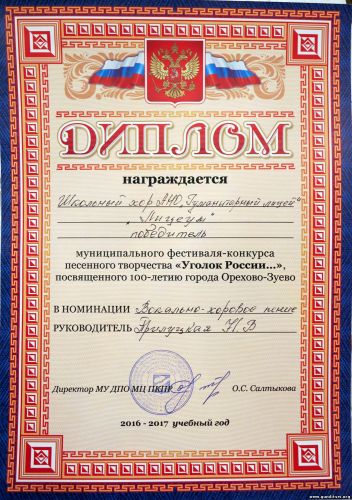 ДИПЛОМ
награждается
Школьный хор АНО „Гуманитарный лицей"
„Лицеум"
победитель
муниципального фестиваля-конкурса
песенного творчества «Уголок России...»,
посвященного 100-летию города Орехово-Зуево
В НОМИНАЦИИ Вокально-хоровое пение
РУКОВОДИТЕЛЬ Прилуцкая Н.В
Директор МУ ДПО МЦ ПКПР О.С. Салтыкова
2016 - 2017 учебный год